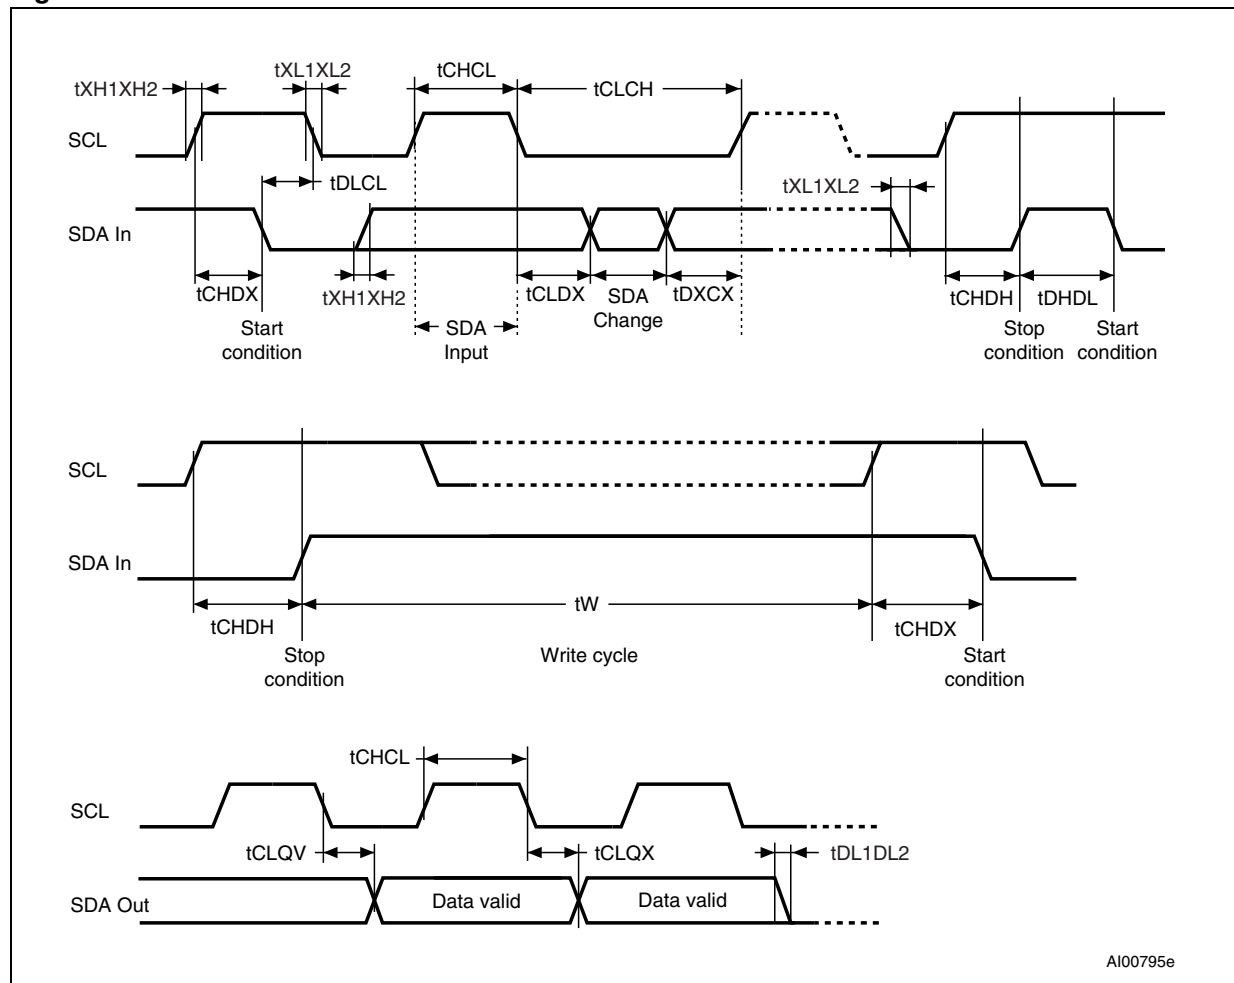 tXH1XH2
tXL1XL2
tCHCL
tCLCH
SCL
tDLCL
tXL1XL2
SDA In
tCHDX
tXH1XH2
tCLDX
SDA
Change
tDXCX
tCHDH
tDHDL
Start
condition
SDA
Input
Stop
condition
Start
condition
SCL
SDA In
tCHDH
tW
tCHDX
Stop
condition
Write cycle
Start
condition
tCHCL
SCL
tCLQV
tCLQX
tDL1DL2
SDA Out
Data valid
Data valid
AI00795e